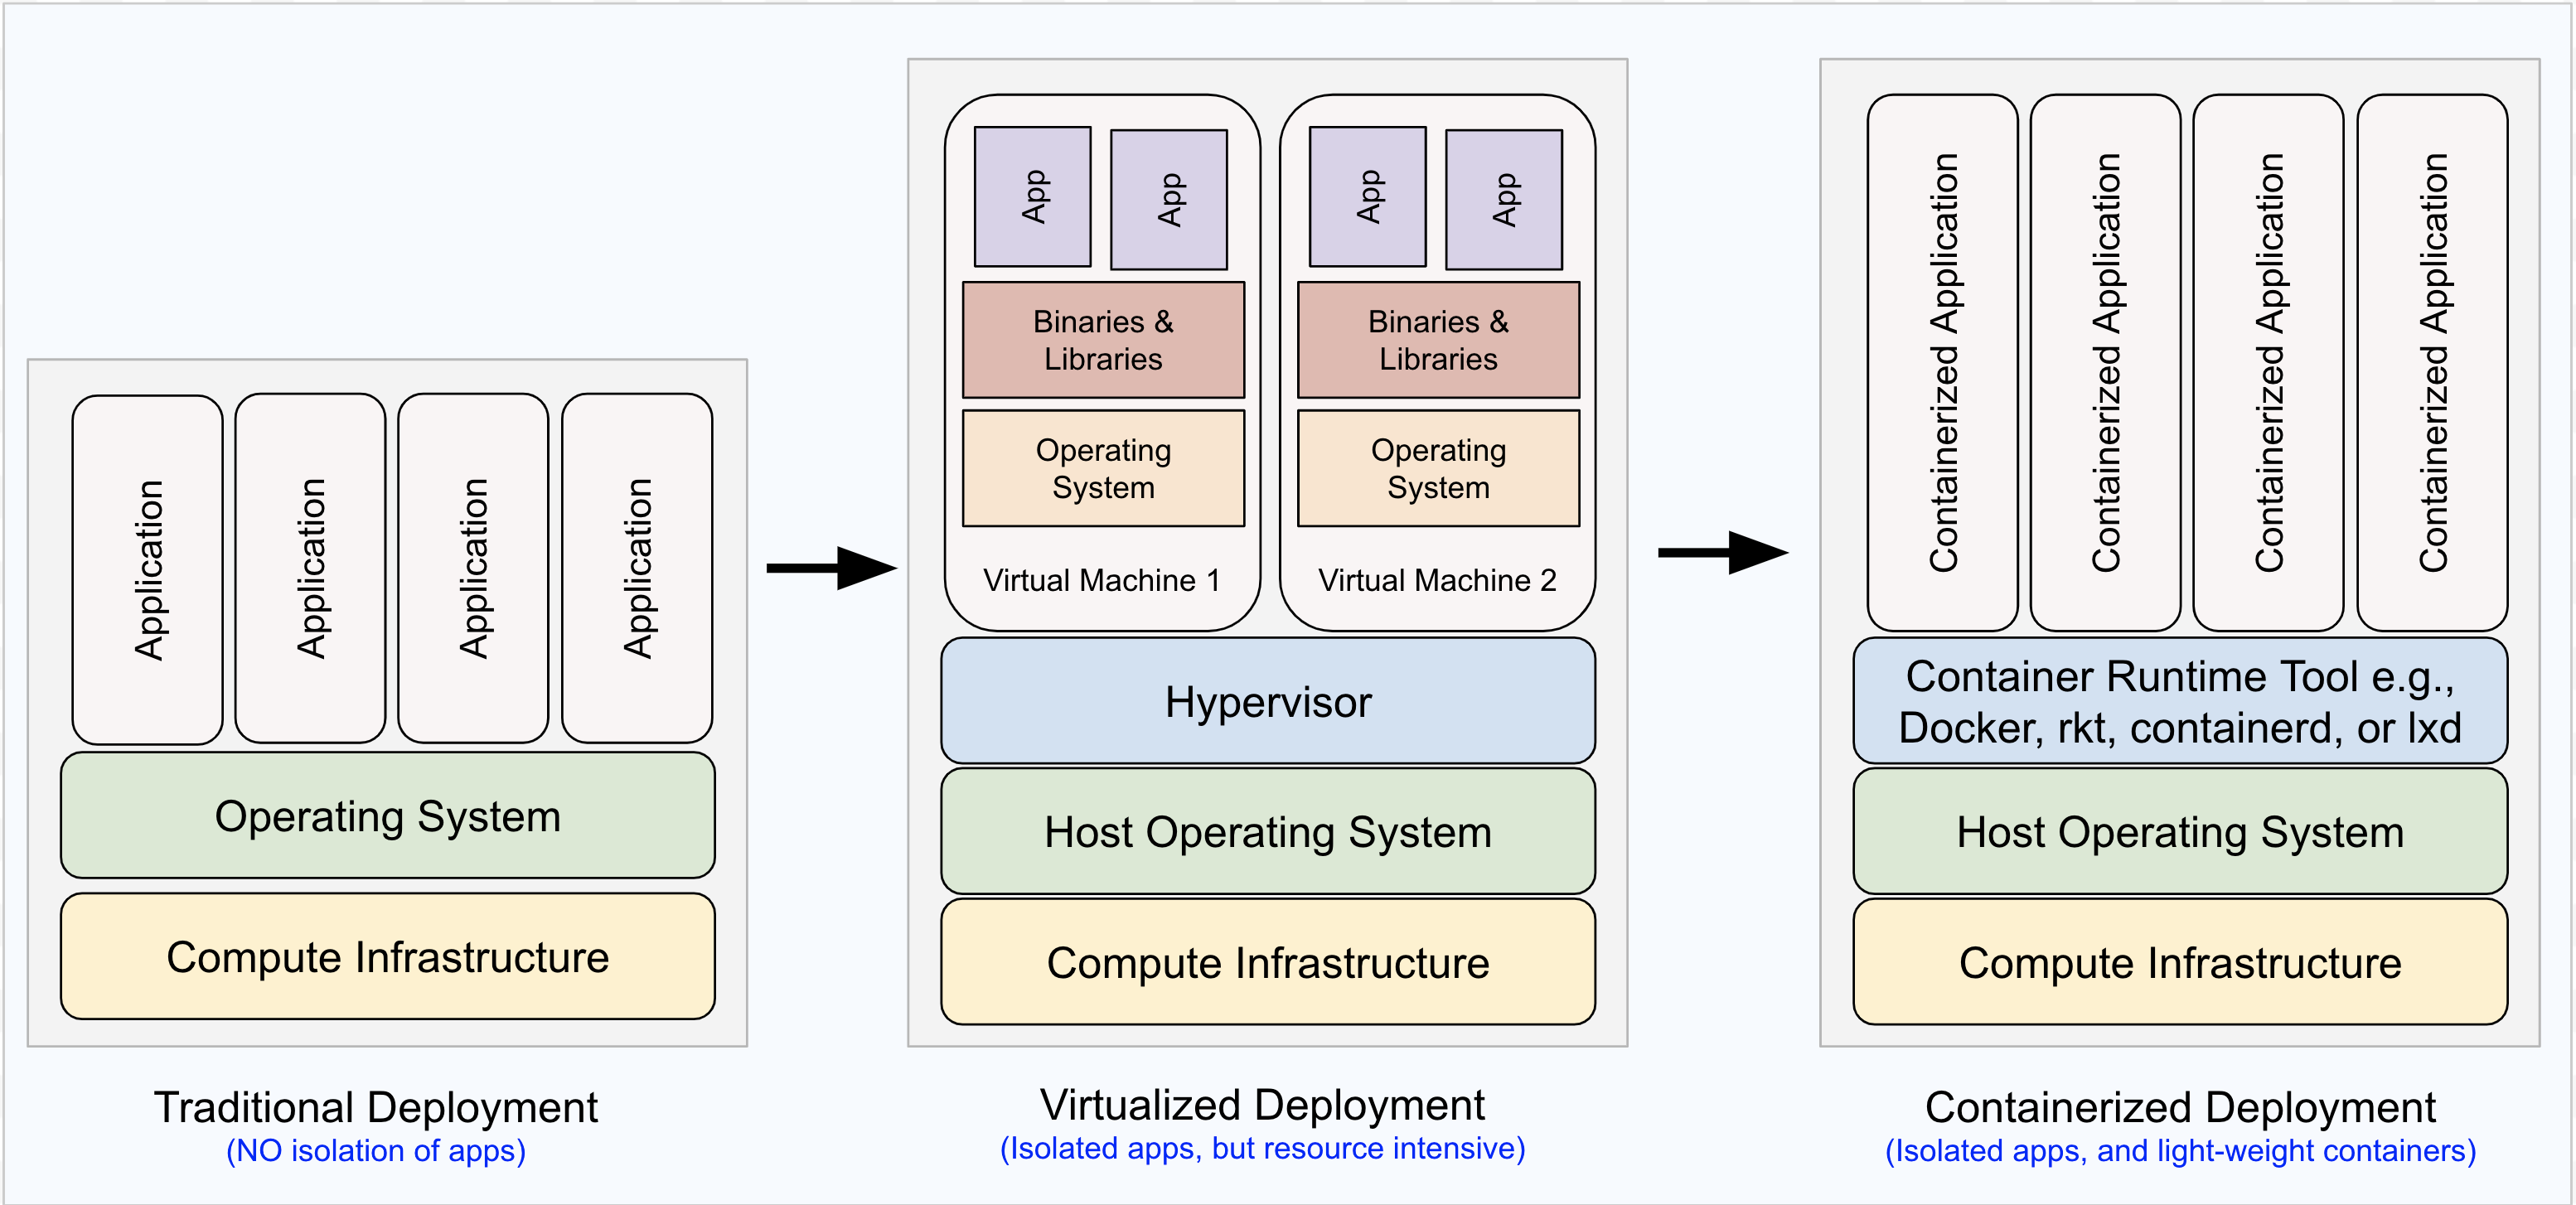 Application
Application
Application
Application
Operating System
Compute Infrastructure
Traditional Deployment
(NO isolation of apps)
App
App
Binaries &
Libraries
Operating
System
Virtual Machine 1
App
App
Binaries &
Libraries
Operating
System
Virtual Machine 2
Hypervisor
Host Operating System
Compute Infrastructure
Virtualized Deployment
(Isolated apps, but resource intensive)
Containerized Application
Containerized Application
Containerized Application
Containerized Application
Container Runtime Tool e.g.,
Docker, rkt, containerd, or lxd
Host Operating System
Compute Infrastructure
Containerized Deployment
(Isolated apps, and light-weight containers)